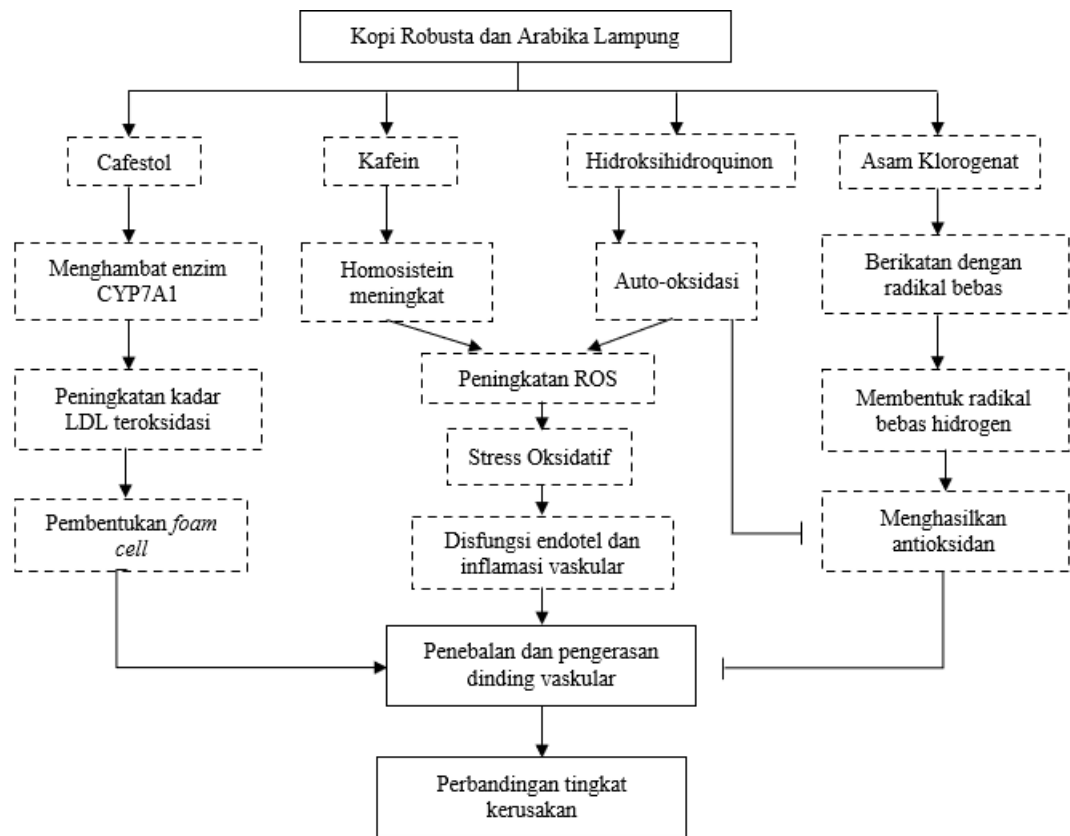 Kopi Robusta dan Arabika Lampung
Cafestol
Kafein
Hidroksihidroquinon
Asam Klorogenat
Menghambat enzim
CYP7A1
Homosistein
meningkat
Auto-oksidasi
Berikatan dengan
radikal bebas
Peningkatan ROS
Peningkatan kadar
LDL teroksidasi
Membentuk radikal
bebas hidrogen
Stress Oksidatif
Pembentukan foam
cell
Disfungsi endotel dan
inflamasi vaskular
Menghasilkan
antioksidan
Penebalan dan pengerasan
dinding vaskular
Perbandingan tingkat
kerusakan